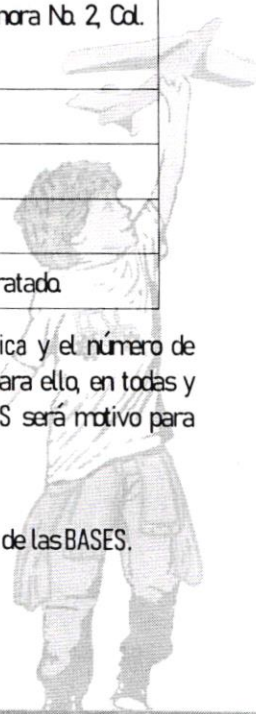 nora No. 2, Col.
ratado.
ica y el número de
ara ello, en todas y
S será motivo para
de las BASES.